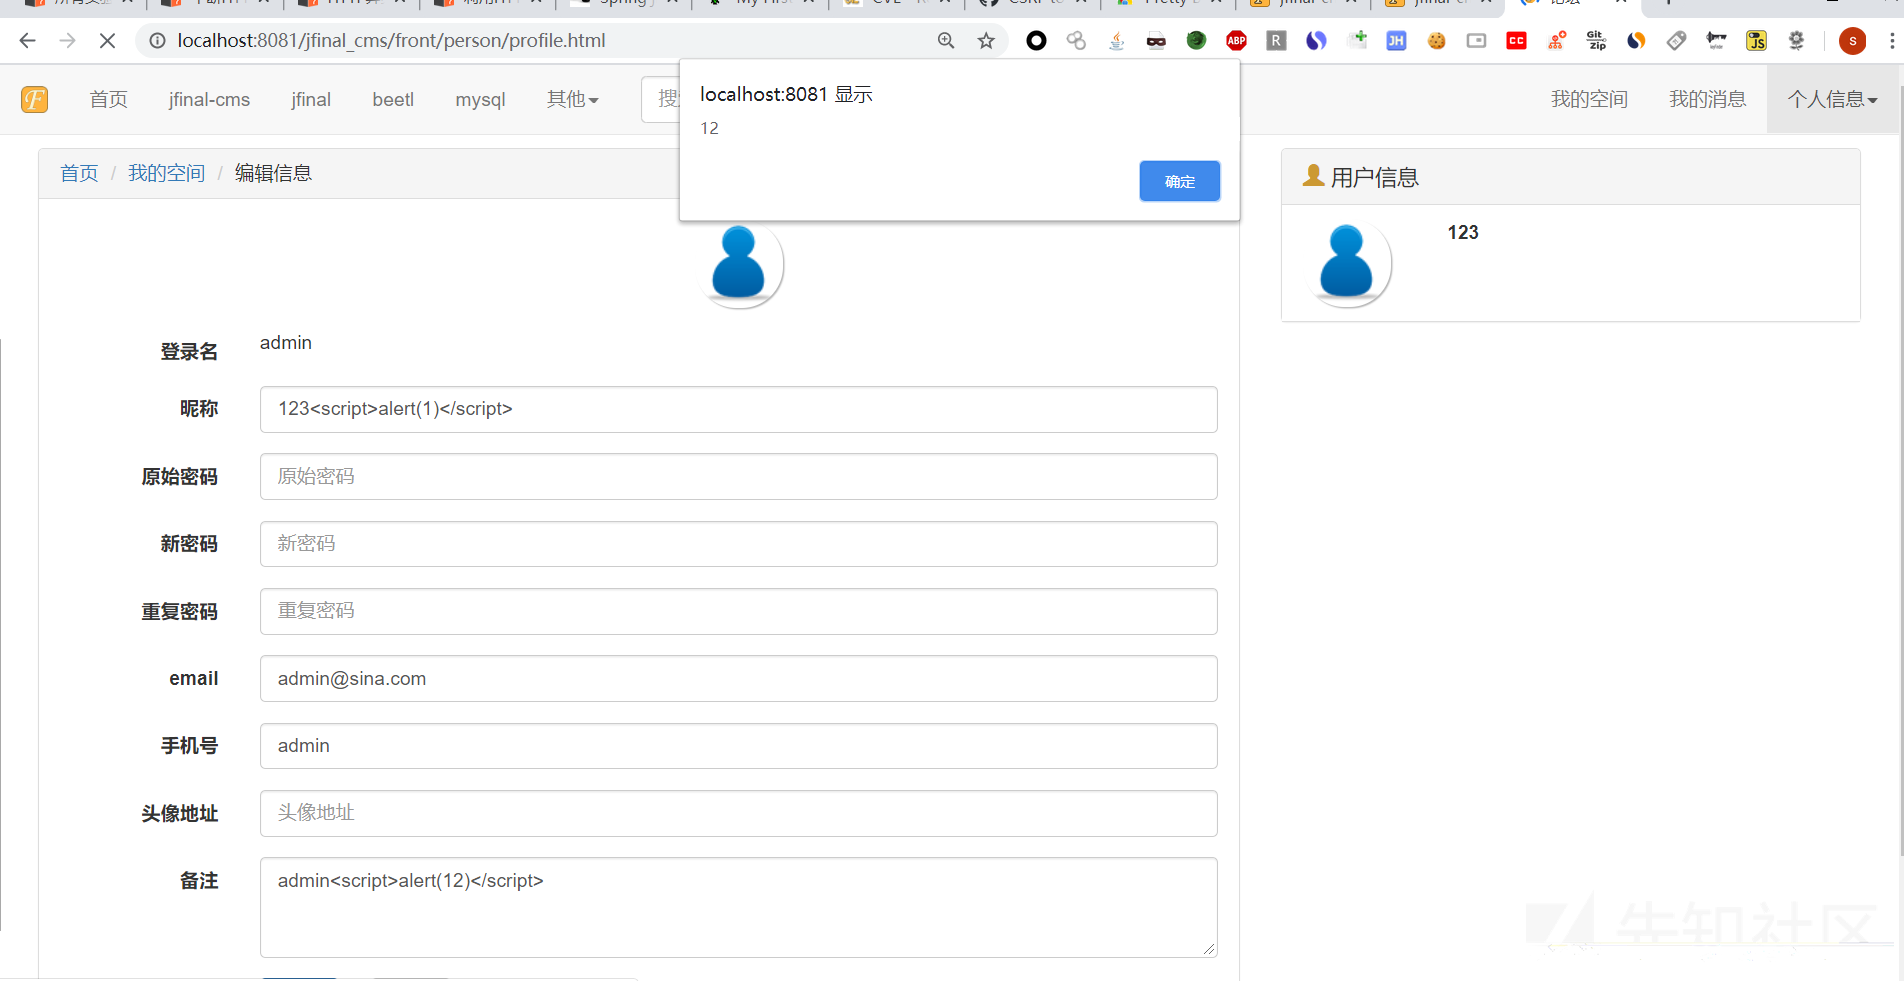 localhost:8081/jfinal_cms/front/person/profile.html
首页 jfinal-cms jfinal beetl mysql 其他 我的空间 我的消息 个人信息
localhost:8081 显示
12
确定
首页 / 我的空间 / 编辑信息
用户信息
123
登录名 admin
昵称 123<script>alert(1)</script>
原始密码 原始密码
新密码 新密码
重复密码 重复密码
email admin@sina.com
手机号 admin
头像地址 头像地址
备注 admin<script>alert(12)</script>
先知社区